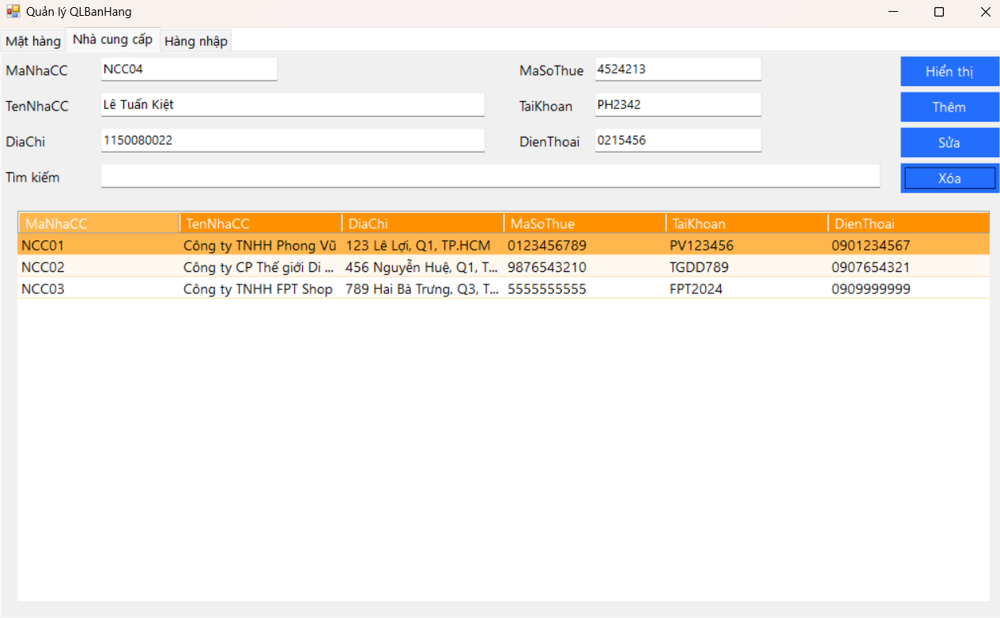 Quản lý QLBanHang
Mặt hàng Nhà cung cấp Hàng nhập
MaNhaCC NCC04 MaSoThue 4524213 Hiển thị
TenNhaCC Lê Tuấn Kiệt TaiKhoan PH2342 Thêm
DiaChi 1150080022 DienThoai 0215456 Sửa
Tìm kiếm Xóa
MaNhaCC TenNhaCC DiaChi MaSoThue TaiKhoan DienThoai
NCC01 Công ty TNHH Phong Vũ 123 Lê Lợi, Q1, TP.HCM 0123456789 PV123456 0901234567
NCC02 Công ty CP Thế giới Di ... 456 Nguyễn Huệ, Q1, T... 9876543210 TGDD789 0907654321
NCC03 Công ty TNHH FPT Shop 789 Hai Bà Trưng, Q3, T... 5555555555 FPT2024 0909999999